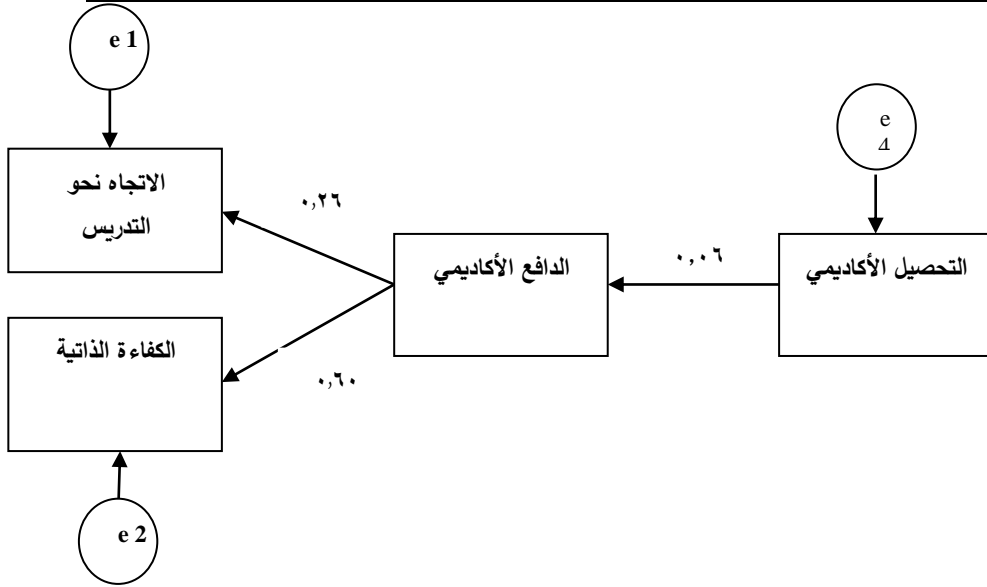 e 1
e
4
الاتجاه نحو
التدريس
٠,٢٦
الدافع الأكاديمي
٠,٠٦
التحصيل الأكاديمي
الكفاءة الذاتية
٠,٦٠
e 2